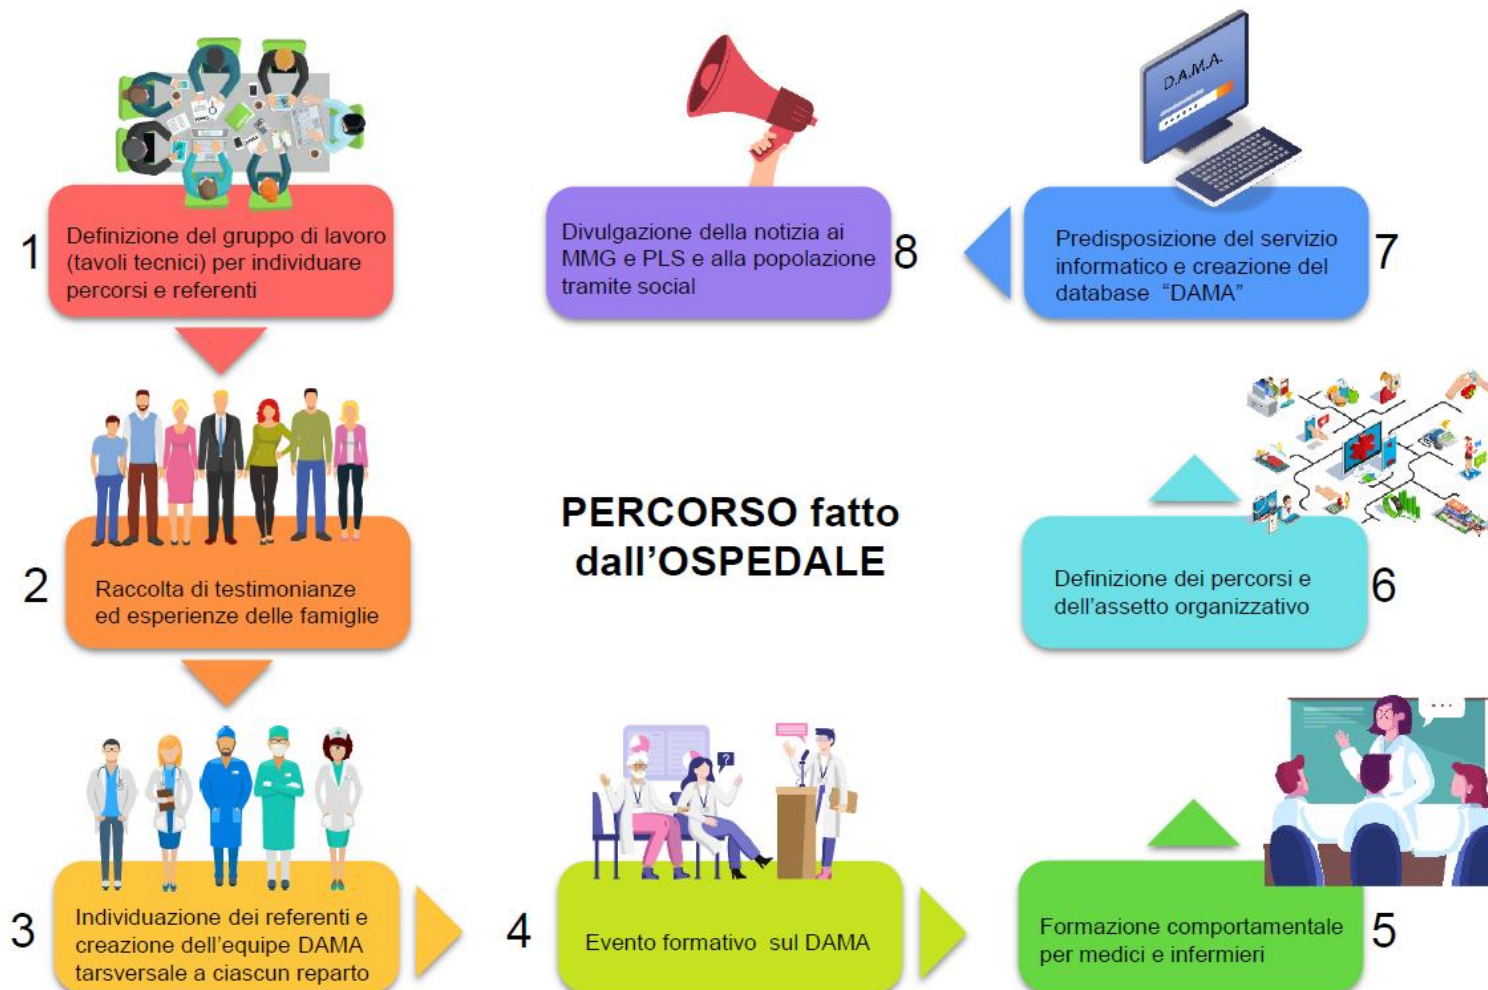 1
Definizione del gruppo di lavoro
(tavoli tecnici) per individuare
percorsi e referenti
2
Raccolta di testimonianze
ed esperienze delle famiglie
3
Individuazione dei referenti e
creazione dell'equipe DAMA
tarsversale a ciascun reparto
4
Evento formativo sul DAMA
5
Formazione comportamentale
per medici e infermieri
6
Definizione dei percorsi e
dell'assetto organizzativo
7
D.A.M.A.
Predisposizione del servizio
informatico e creazione del
database "DAMA"
8
Divulgazione della notizia ai
MMG e PLS e alla popolazione
tramite social
PERCORSO fatto
dall'OSPEDALE